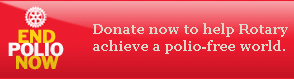 END
POLIO
NOW
Donate now to help Rotary
achieve a polio-free world.